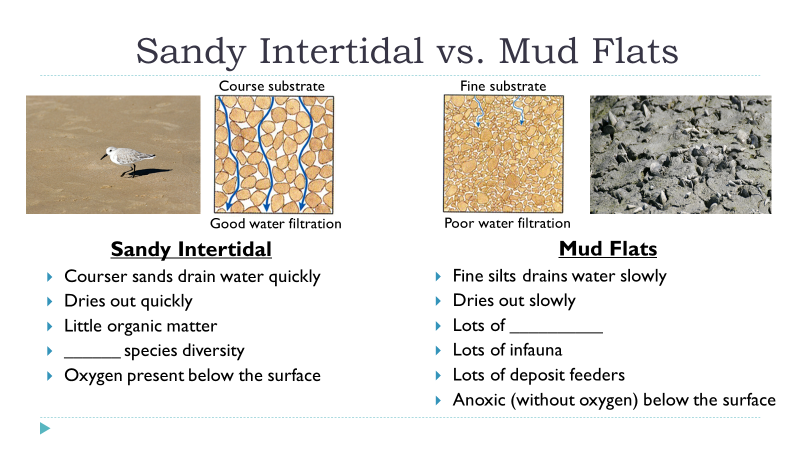 Sandy Intertidal vs. Mud Flats
Course substrate
Good water filtration
Fine substrate
Poor water filtration
Sandy Intertidal
Courser sands drain water quickly
Dries out quickly
Little organic matter
______ species diversity
Oxygen present below the surface
Mud Flats
Fine silts drains water slowly
Dries out slowly
Lots of __________
Lots of infauna
Lots of deposit feeders
Anoxic (without oxygen) below the surface